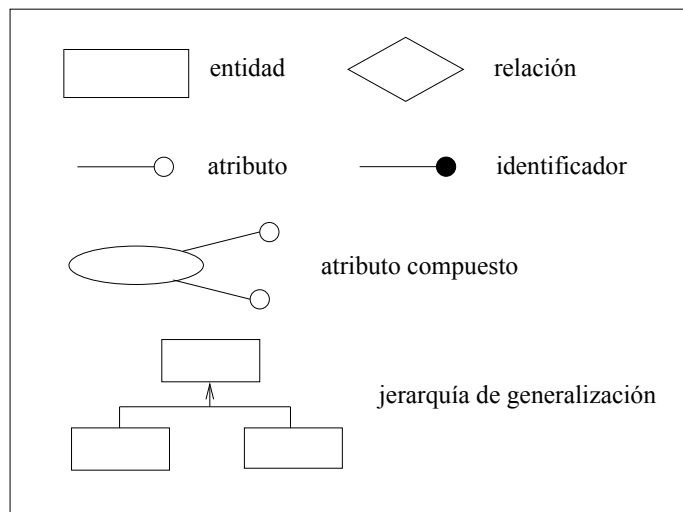 entidad
relación
atributo
identificador
atributo compuesto
jerarquía de generalización